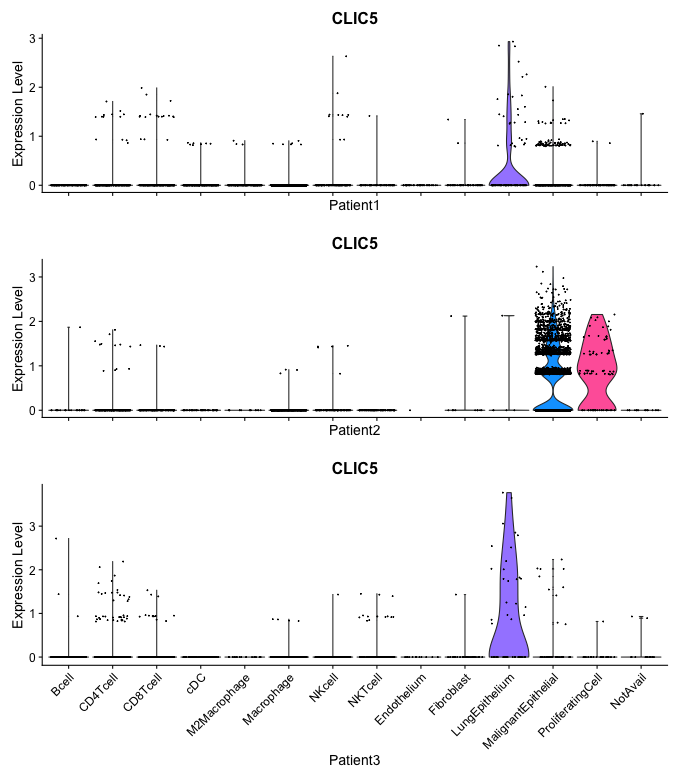 CLIC5
Expression Level
3
2
1
0
Patient1
CLIC5
Expression Level
3
2
1
0
Patient2
CLIC5
Expression Level
3
2
1
0
Bcell
CD4Tcell
CD8Tcell
cDC
M2Macrophage
Macrophage
NKcell
NKTcell
Endothelium
Fibroblast
LungEpithelium
MalignantEpithelial
ProliferatingCell
NotAvail
Patient3